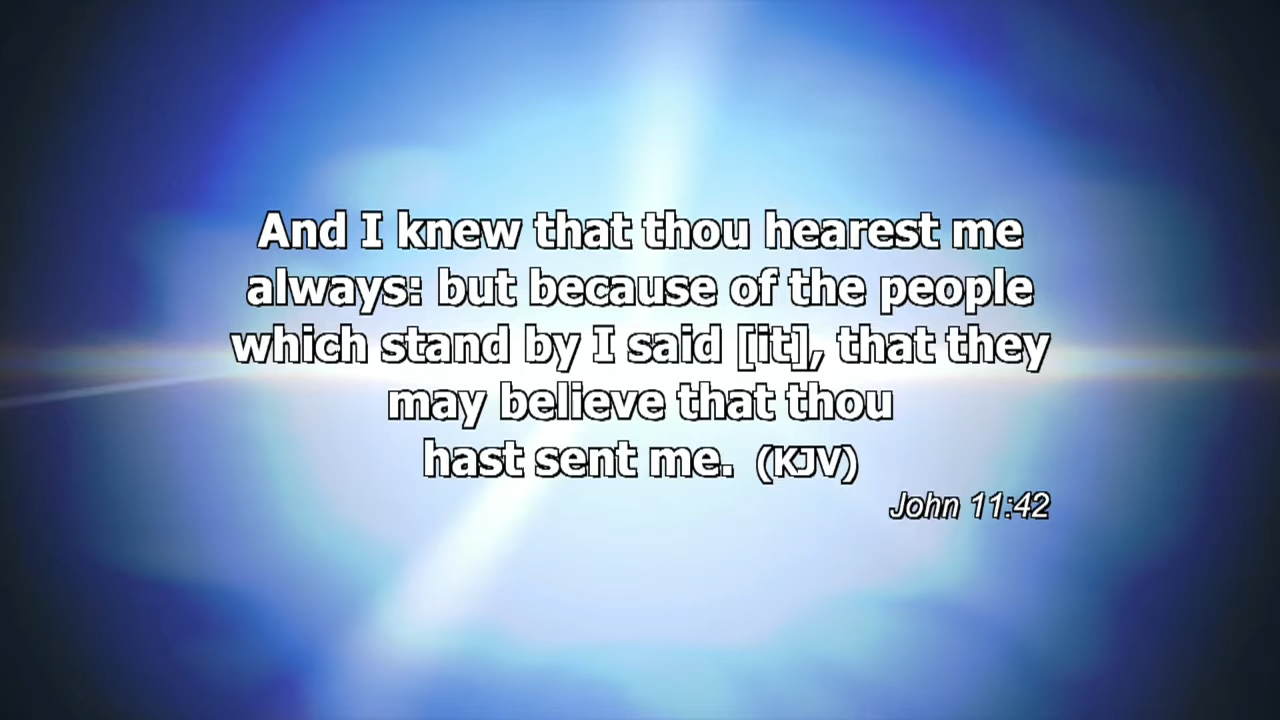 And I knew that thou hearest me
always: but because of the people
which stand by I said [it], that they
may believe that thou
hast sent me. (KJV)
John 11:42